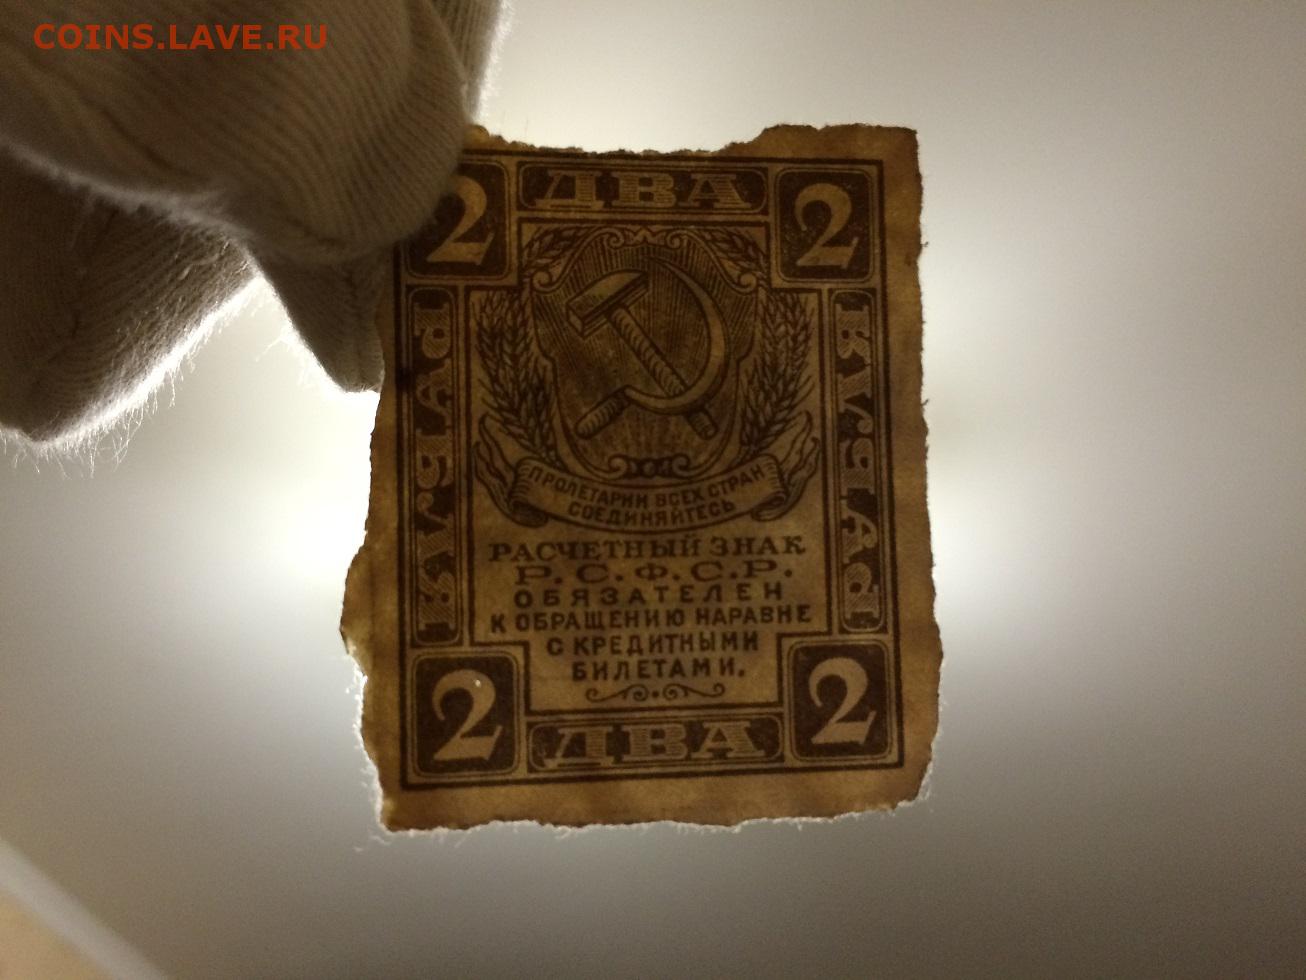 COINS.LAVE.RU
2 ДВА 2
РУБЛЯ
РУБЛЯ
ПРОЛЕТАРИИ ВСЕХ СТРАН
СОЕДИНЯЙТЕСЬ
РАСЧЕТНЫЙ ЗНАК
Р.С.Ф.С.Р.
ОБЯЗАТЕЛЕН
К ОБРАЩЕНИЮ НАРАВНЕ
С КРЕДИТНЫМИ
БИЛЕТАМИ.
2 ДВА 2